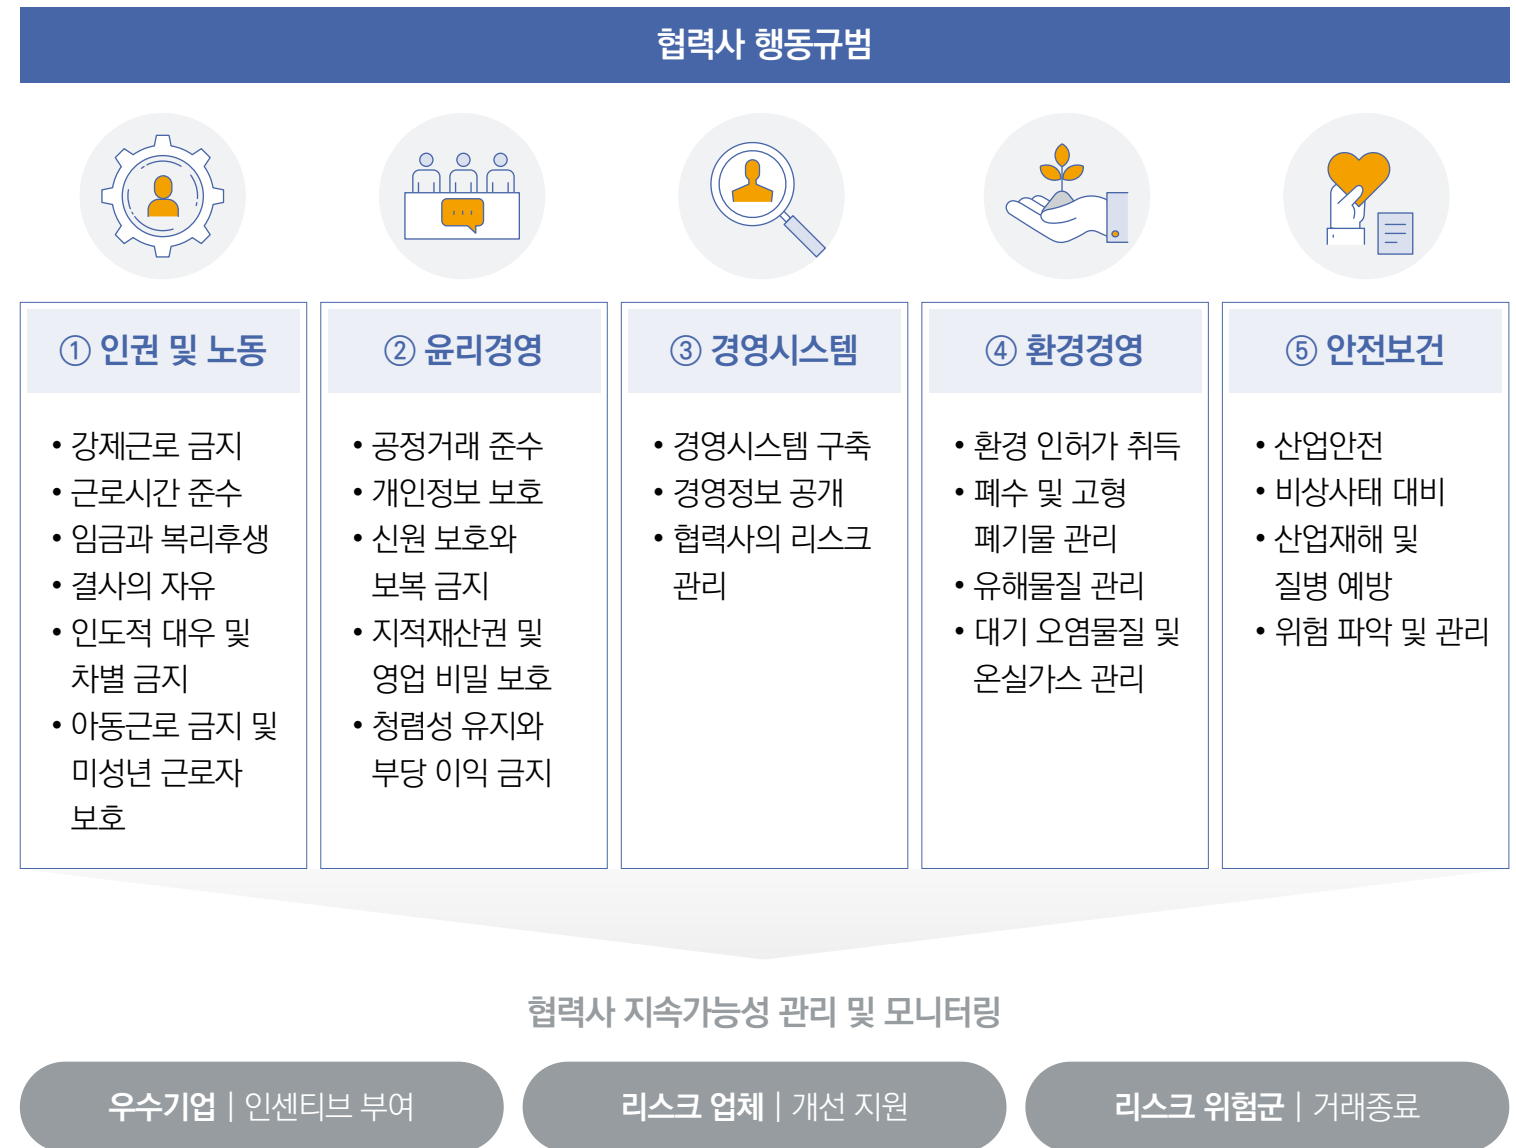 협력사 행동규범
① 인권 및 노동
• 강제근로 금지
• 근로시간 준수
• 임금과 복리후생
• 결사의 자유
• 인도적 대우 및
차별 금지
• 아동근로 금지 및
미성년 근로자
보호
② 윤리경영
• 공정거래 준수
• 개인정보 보호
• 신원 보호와
보복 금지
• 지적재산권 및
영업 비밀 보호
• 청렴성 유지와
부당 이익 금지
③ 경영시스템
• 경영시스템 구축
• 경영정보 공개
• 협력사의 리스크
관리
④ 환경경영
• 환경 인허가 취득
• 폐수 및 고형
폐기물 관리
• 유해물질 관리
• 대기 오염물질 및
온실가스 관리
⑤ 안전보건
• 산업안전
• 비상사태 대비
• 산업재해 및
질병 예방
• 위험 파악 및 관리
협력사 지속가능성 관리 및 모니터링
우수기업 | 인센티브 부여
리스크 업체 | 개선 지원
리스크 위험군 | 거래종료